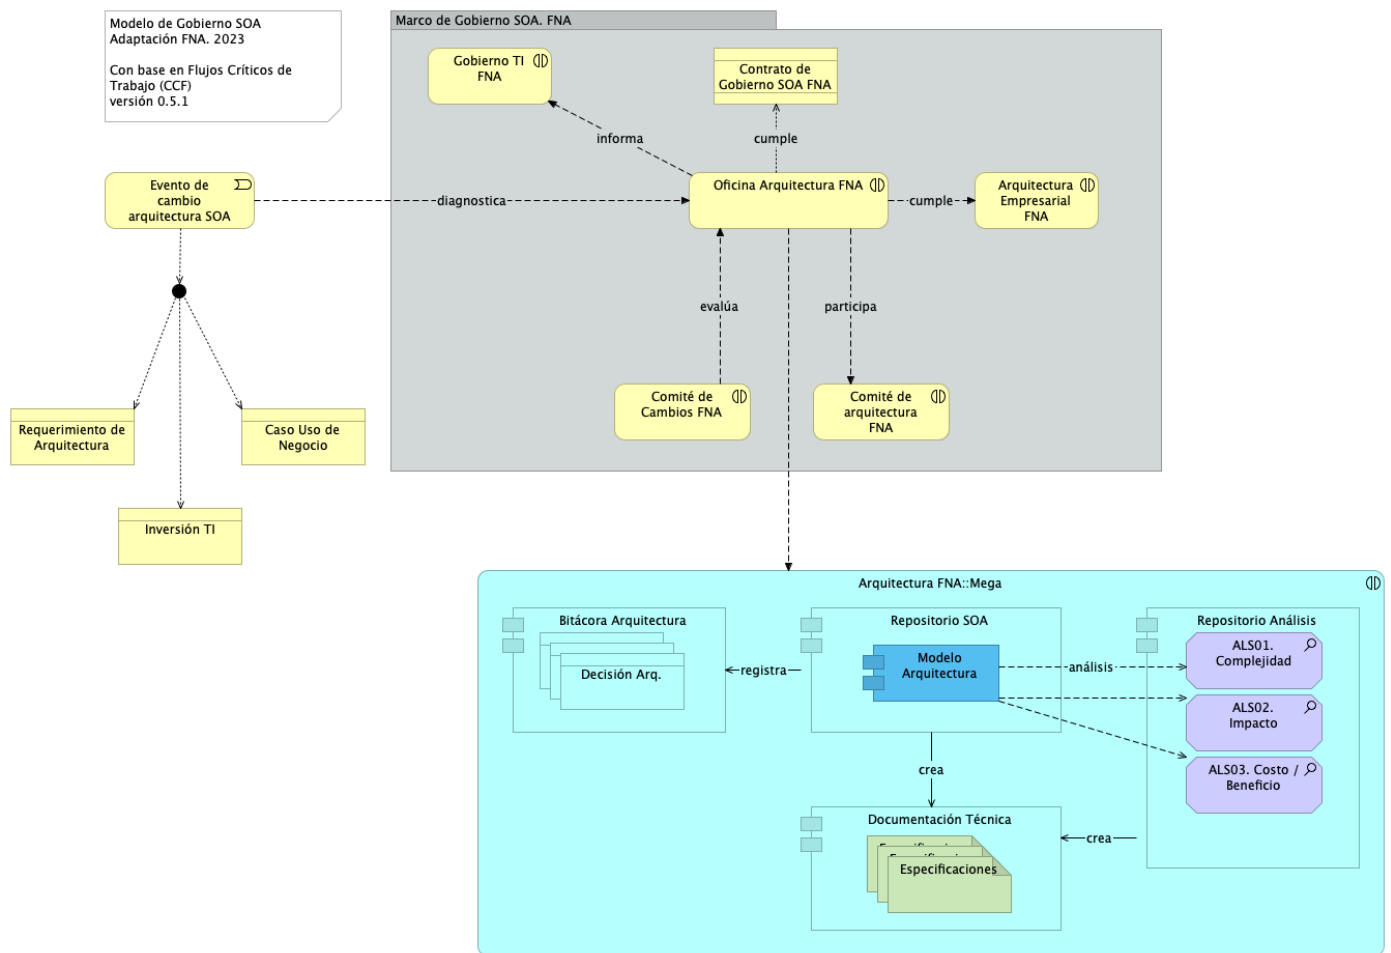 Modelo de Gobierno SOA
Adaptación FNA. 2023
Con base en Flujos Críticos de
Trabajo (CCF)
versión 0.5.1
Marco de Gobierno SOA. FNA
Gobierno TI
FNA
Contrato de
Gobierno SOA FNA
informa
cumple
Evento de
cambio
arquitectura SOA
diagnostica
Oficina Arquitectura FNA
cumple
Arquitectura
Empresarial
FNA
evalúa
participa
Comité de
Cambios FNA
Comité de
arquitectura
FNA
Requerimiento de
Arquitectura
Caso Uso de
Negocio
Inversión TI
Arquitectura FNA::Mega
Bitácora Arquitectura
Decisión Arq.
registra
Repositorio SOA
Modelo
Arquitectura
análisis
Repositorio Análisis
ALS01.
Complejidad
ALS02.
Impacto
ALS03. Costo /
Beneficio
crea
Documentación Técnica
Especificaciones
crea